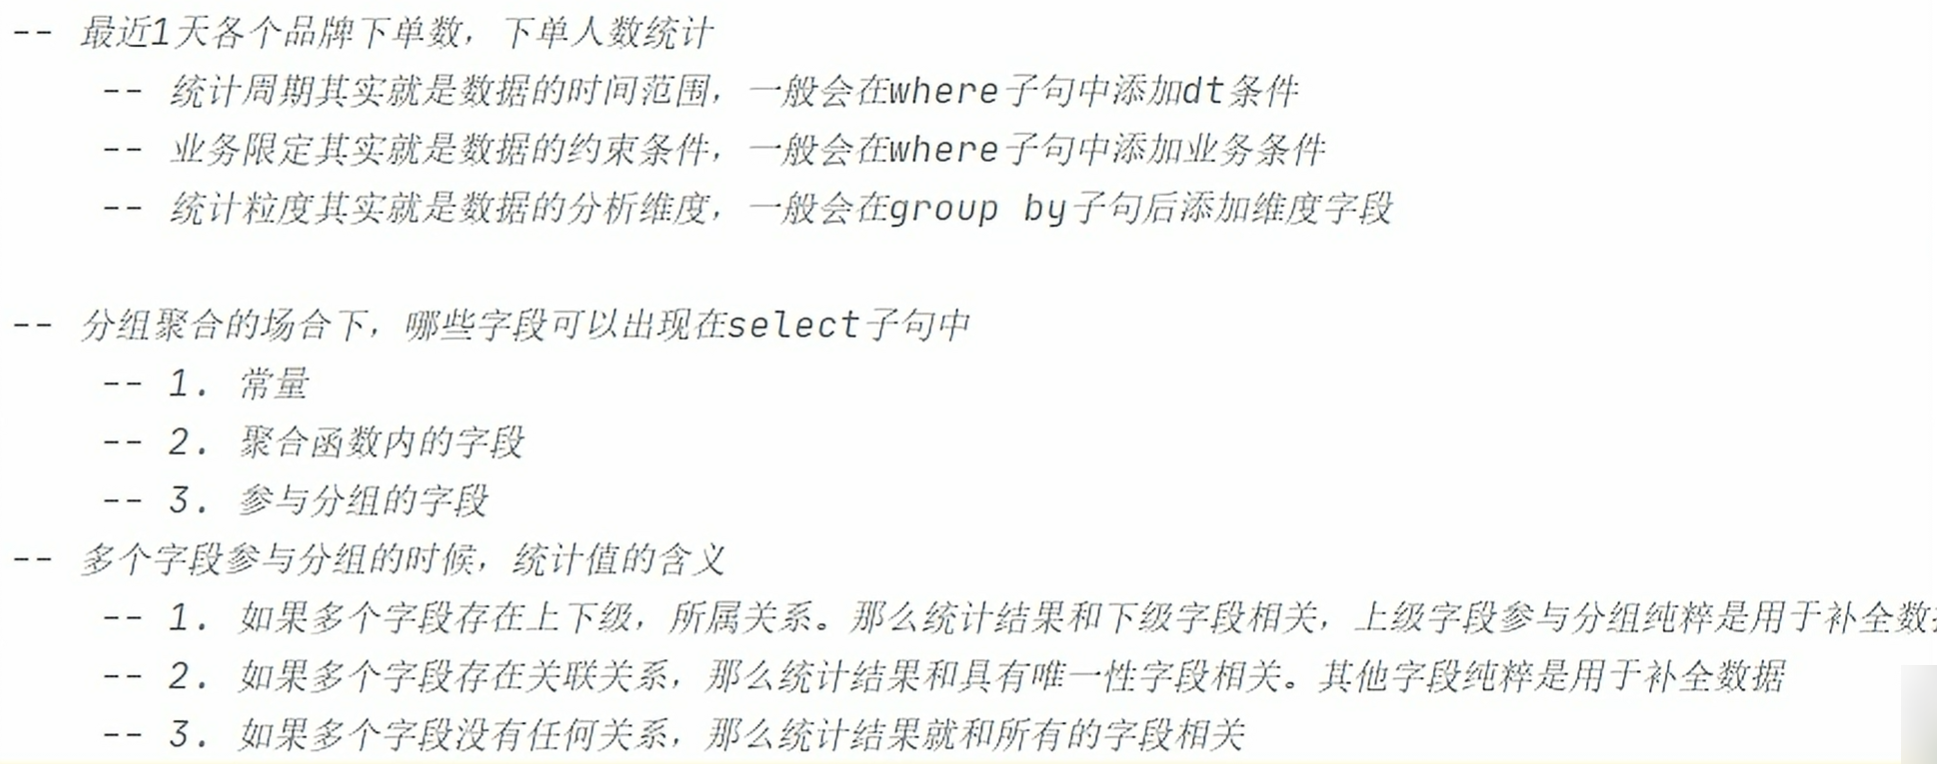 -- 最近1天各个品牌下单数，下单人数统计
-- 统计周期其实就是数据的时间范围，一般会在where子句中添加dt条件
-- 业务限定其实就是数据的约束条件，一般会在where子句中添加业务条件
-- 统计粒度其实就是数据的分析维度，一般会在group by子句后添加维度字段
-- 分组聚合的场合下，哪些字段可以出现在select子句中
-- 1. 常量
-- 2. 聚合函数内的字段
-- 3. 参与分组的字段
-- 多个字段参与分组的时候，统计值的含义
-- 1. 如果多个字段存在上下级，所属关系。那么统计结果和下级字段相关，上级字段参与分组纯粹是用于补全数
-- 2. 如果多个字段存在关联关系，那么统计结果和具有唯一性字段相关。其他字段纯粹是用于补全数据
-- 3. 如果多个字段没有任何关系，那么统计结果就和所有的字段相关